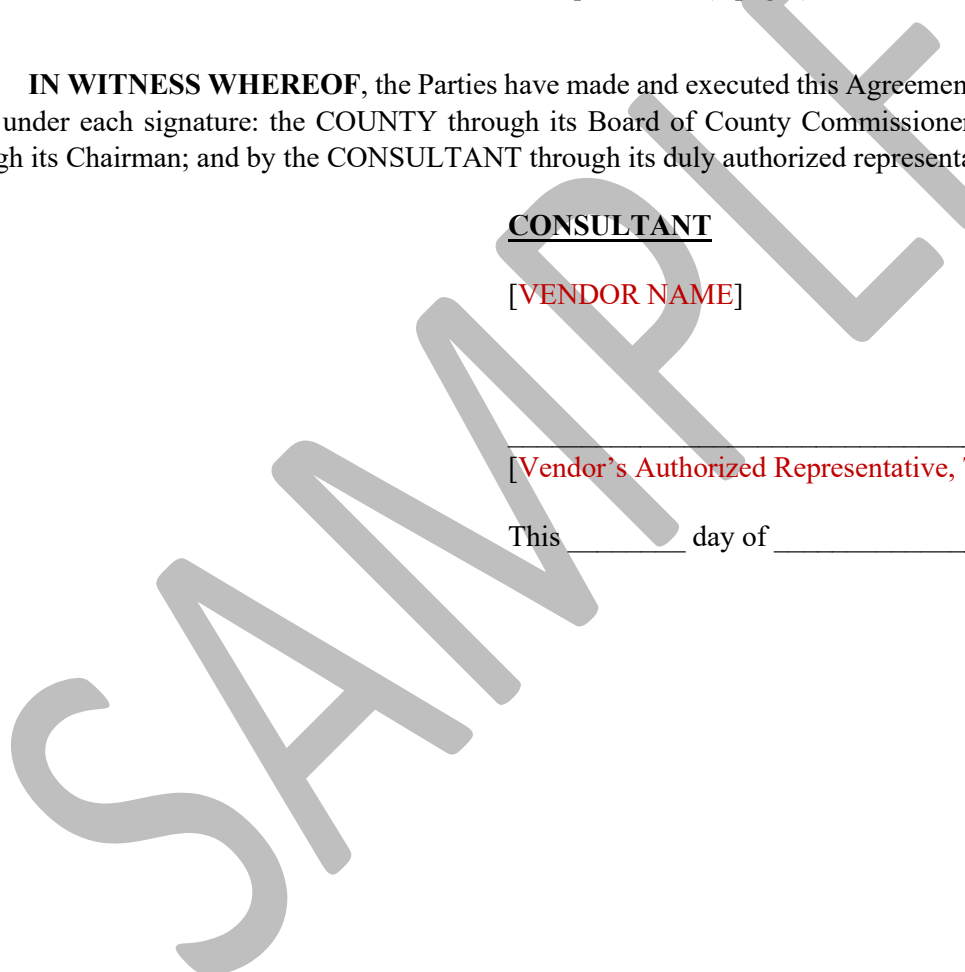 IN WITNESS WHEREOF, the Parties have made and executed this Agreemen
under each signature: the COUNTY through its Board of County Commissioner
gh its Chairman; and by the CONSULTANT through its duly authorized representa
CONSULTANT
[VENDOR NAME]
[Vendor’s Authorized Representative,
This ________ day of _____________
SAMPLE